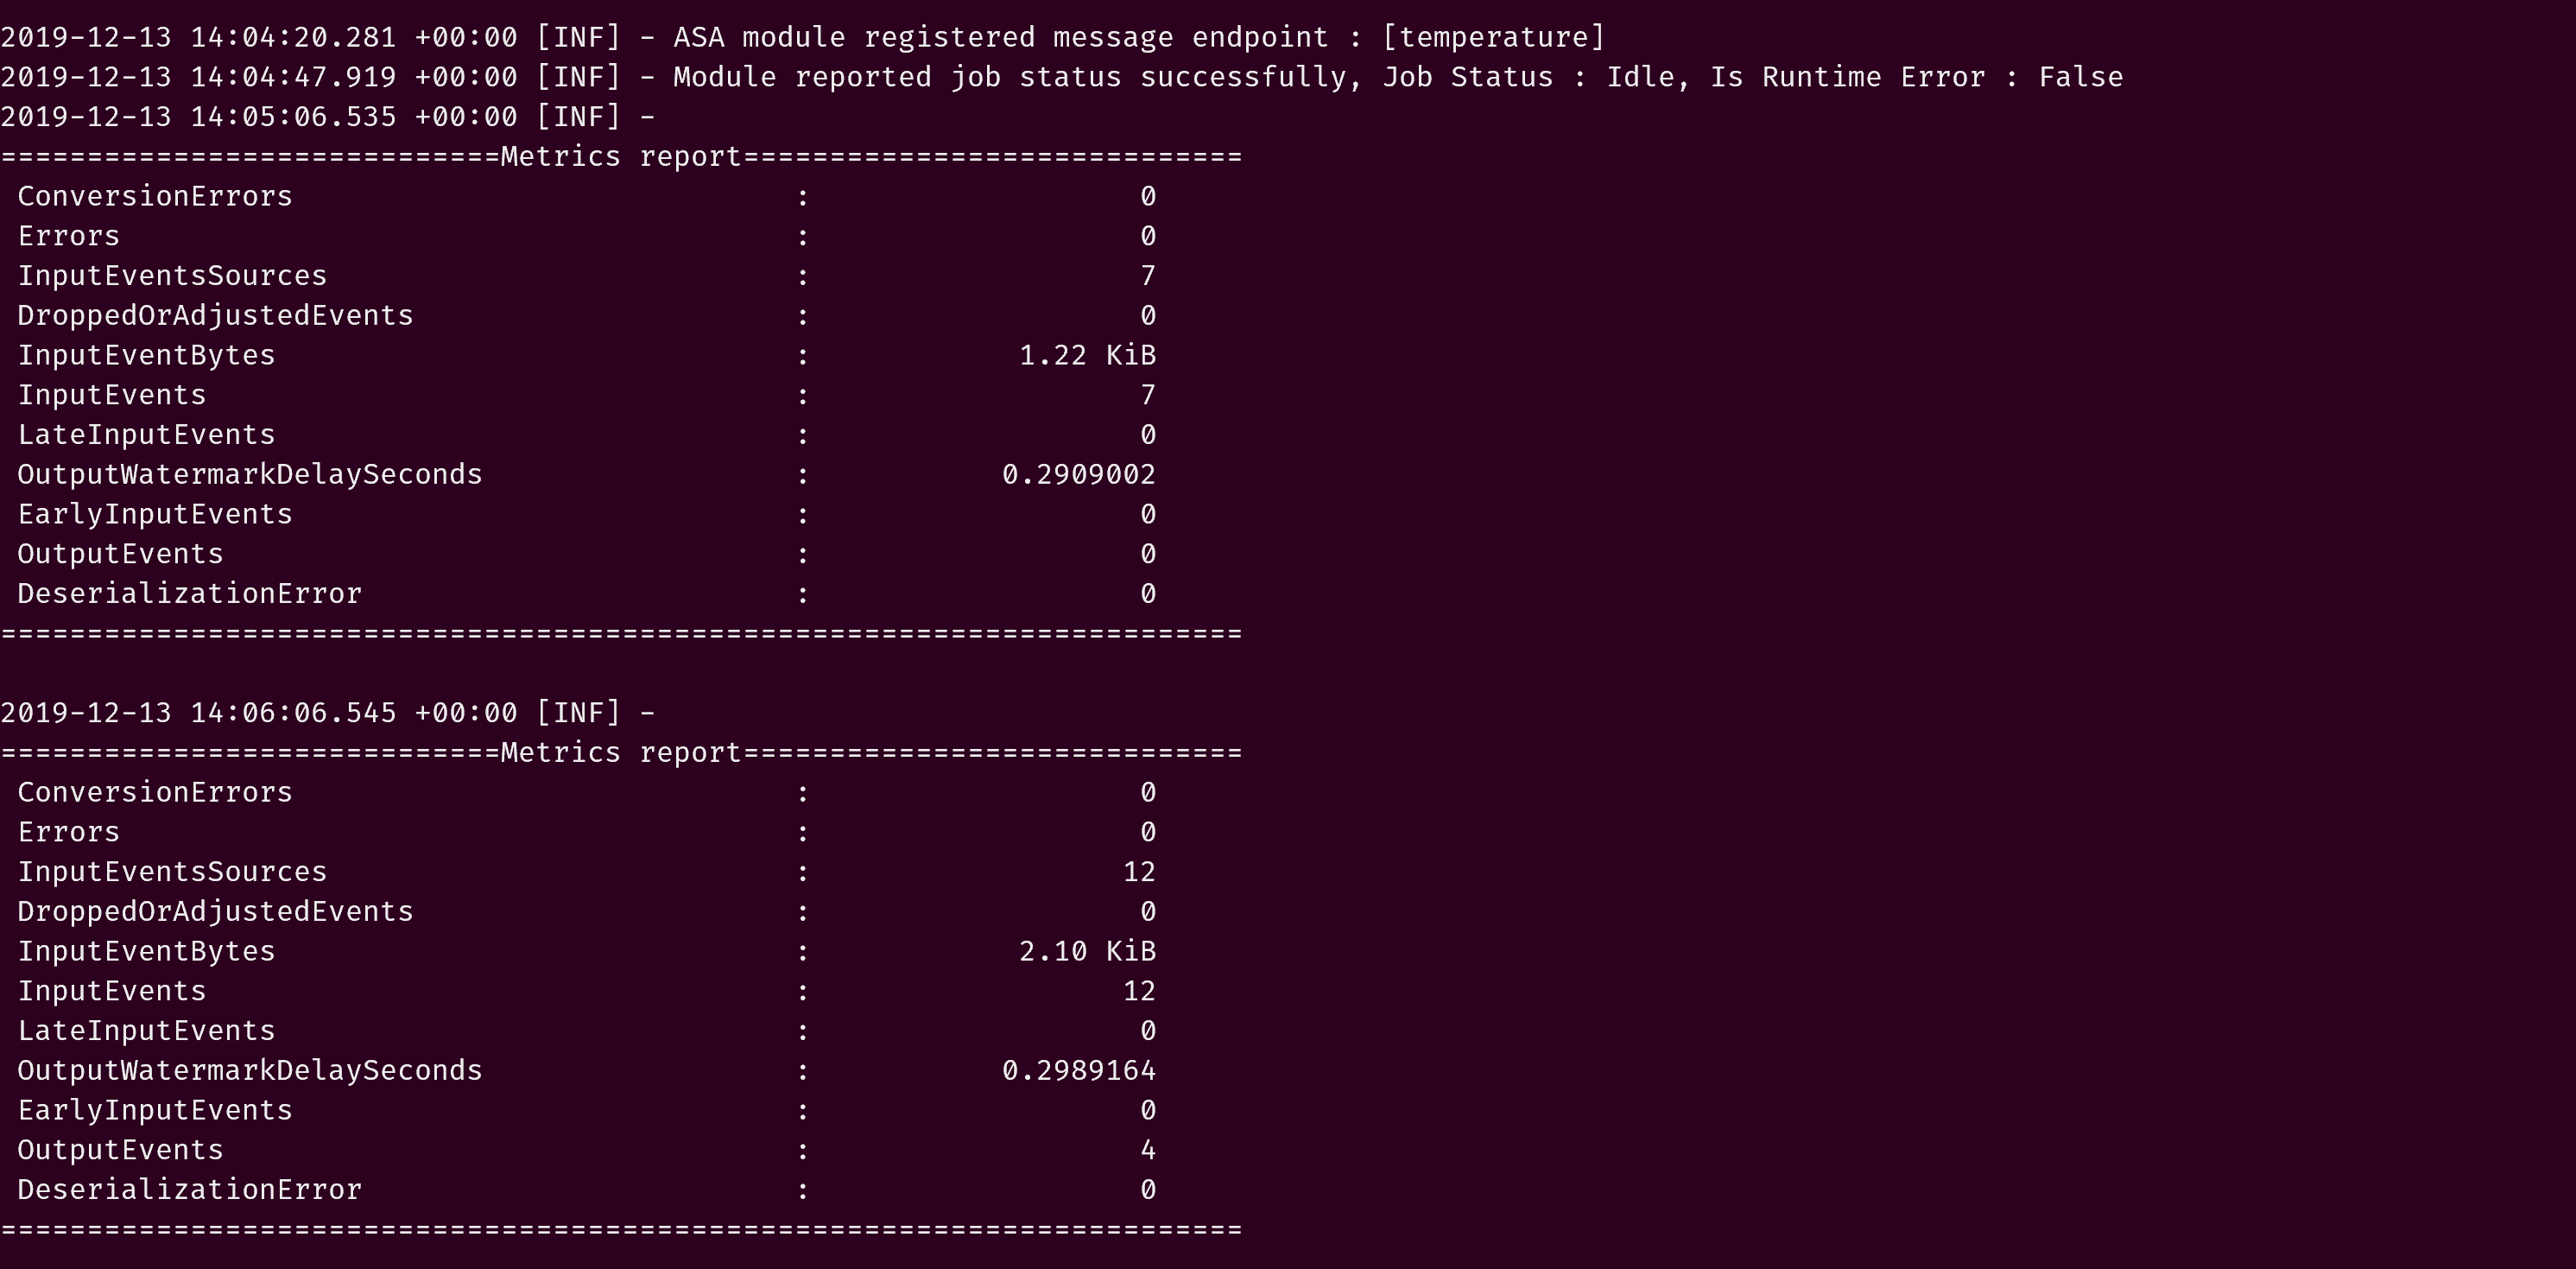 2019-12-13 14:04:20.281 +00:00 [INF] - ASA module registered message endpoint : [temperature]
2019-12-13 14:04:47.919 +00:00 [INF] - Module reported job status successfully, Job Status : Idle, Is Runtime Error : False
2019-12-13 14:05:06.535 +00:00 [INF] -
=============================Metrics report=============================
ConversionErrors : 0
Errors : 0
InputEventsSources : 7
DroppedOrAdjustedEvents : 0
InputEventBytes : 1.22 KiB
InputEvents : 7
LateInputEvents : 0
OutputWatermarkDelaySeconds : 0.2909002
EarlyInputEvents : 0
OutputEvents : 0
DeserializationError : 0
========================================================================
2019-12-13 14:06:06.545 +00:00 [INF] -
=============================Metrics report=============================
ConversionErrors : 0
Errors : 0
InputEventsSources : 12
DroppedOrAdjustedEvents : 0
InputEventBytes : 2.10 KiB
InputEvents : 12
LateInputEvents : 0
OutputWatermarkDelaySeconds : 0.2989164
EarlyInputEvents : 0
OutputEvents : 4
DeserializationError : 0
========================================================================